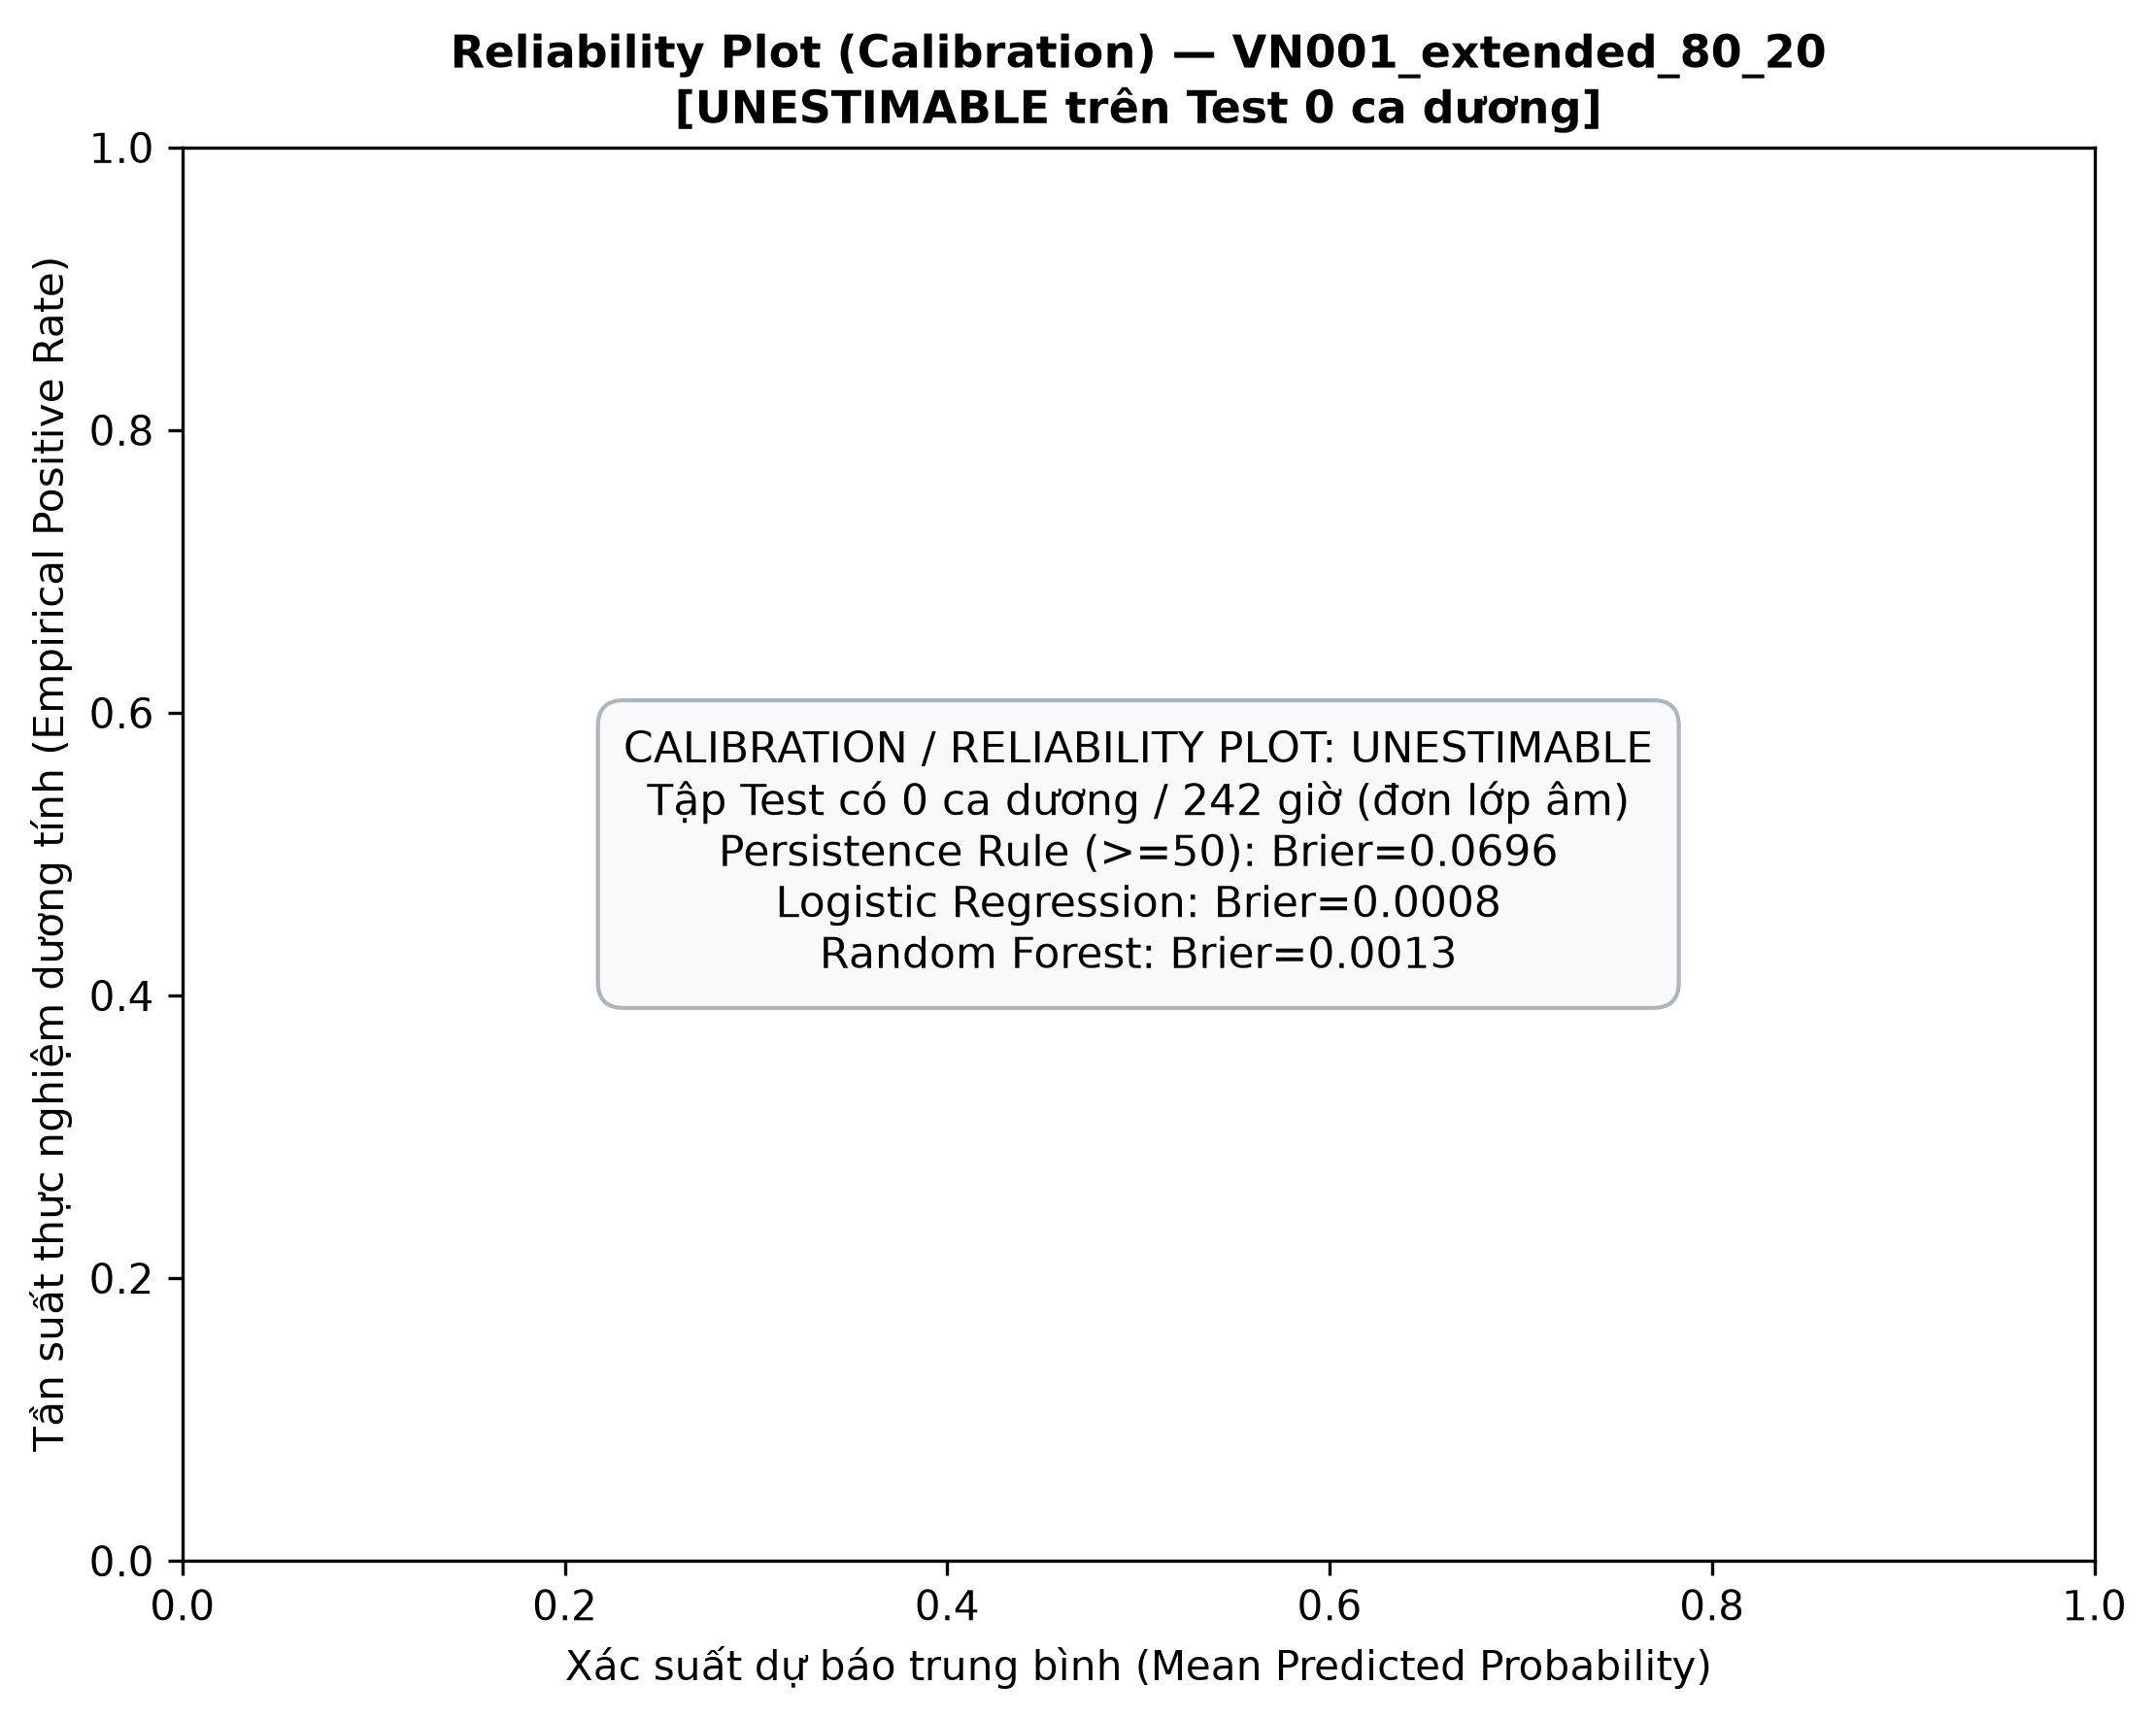 Reliability Plot (Calibration) — VN001_extended_80_20
[UNESTIMABLE trên Test 0 ca dương]
Tần suất thực nghiệm dương tính (Empirical Positive Rate)
1.0
0.8
0.6
0.4
0.2
0.0
CALIBRATION / RELIABILITY PLOT: UNESTIMABLE
Tập Test có 0 ca dương / 242 giờ (đơn lớp âm)
Persistence Rule (>=50): Brier=0.0696
Logistic Regression: Brier=0.0008
Random Forest: Brier=0.0013
0.0 0.2 0.4 0.6 0.8 1.0
Xác suất dự báo trung bình (Mean Predicted Probability)